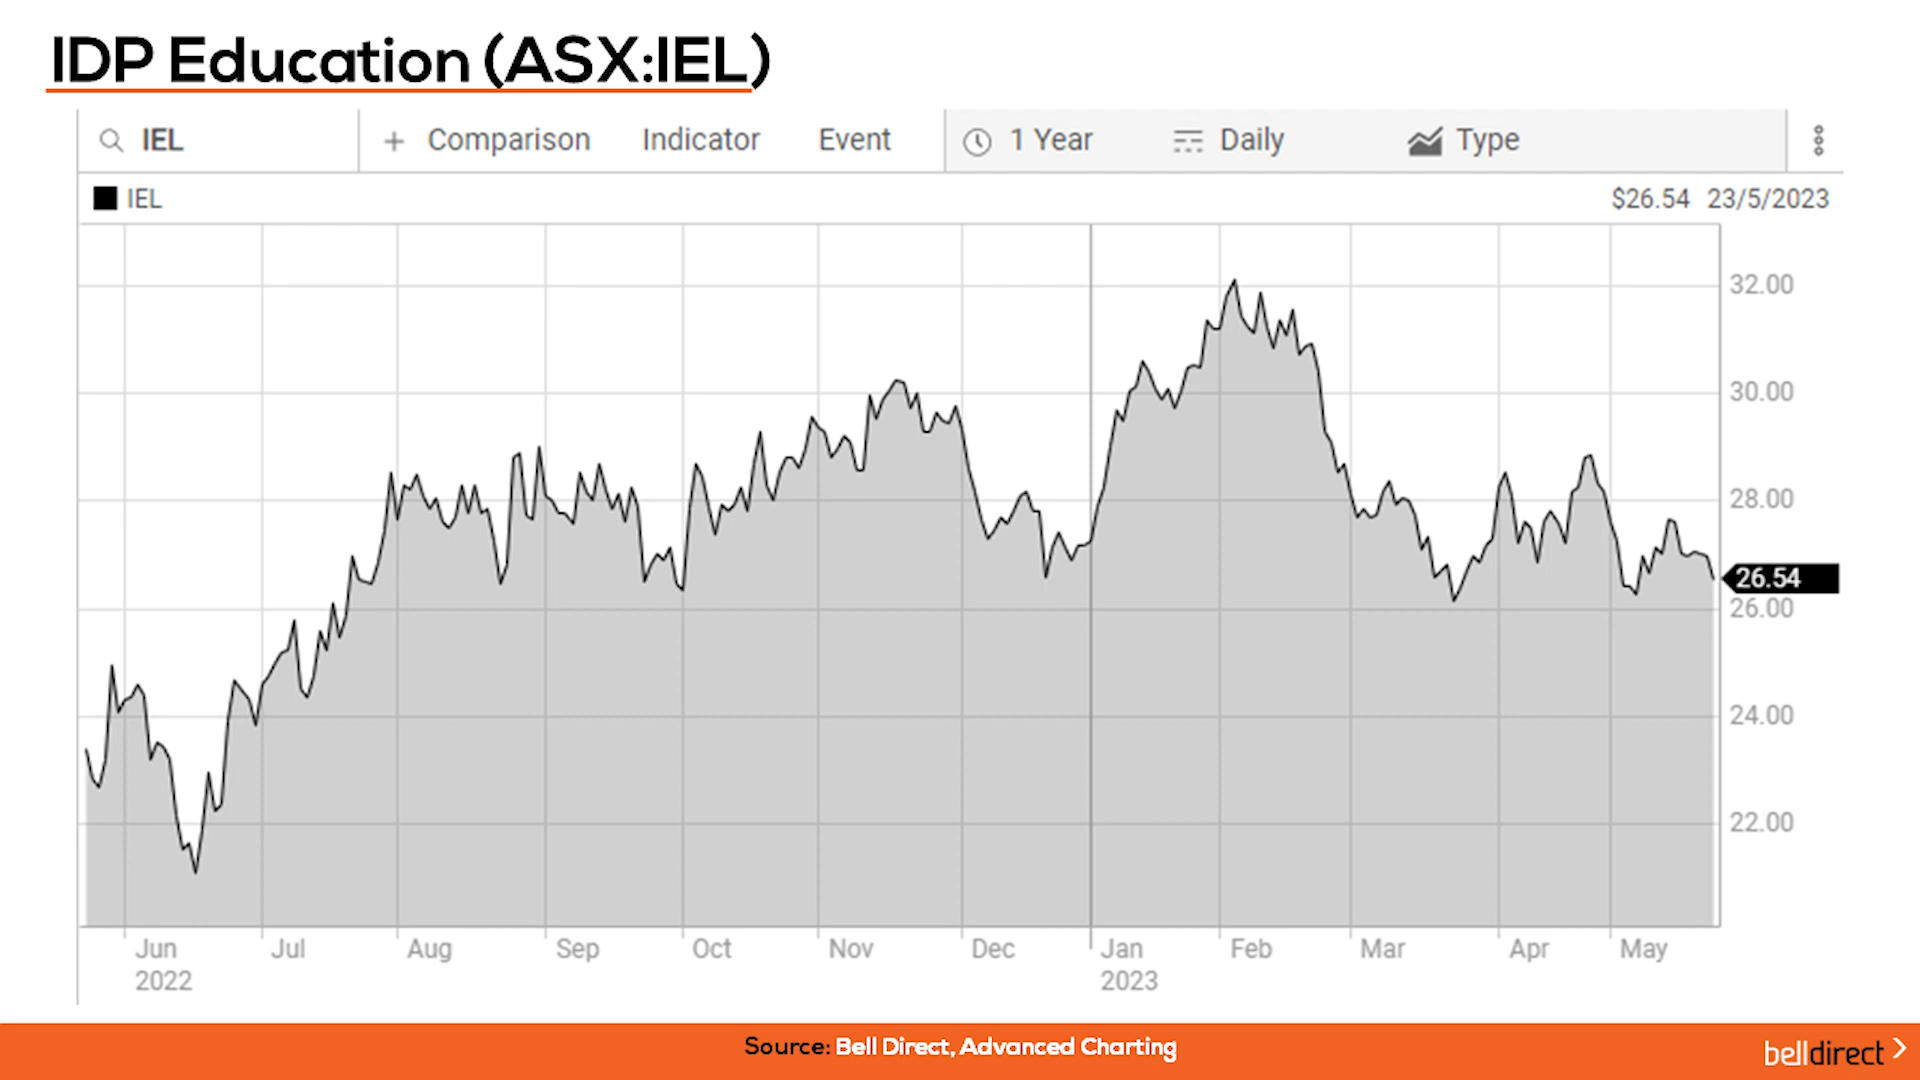 IDP Education (ASX:IEL)
IEL + Comparison Indicator Event 1 Year Daily Type
IEL $26.54 23/5/2023
32.00
30.00
28.00
26.54
26.00
24.00
22.00
Jun Jul Aug Sep Oct Nov Dec Jan Feb Mar Apr May
2022 2023
Source: Bell Direct, Advanced Charting
belldirect